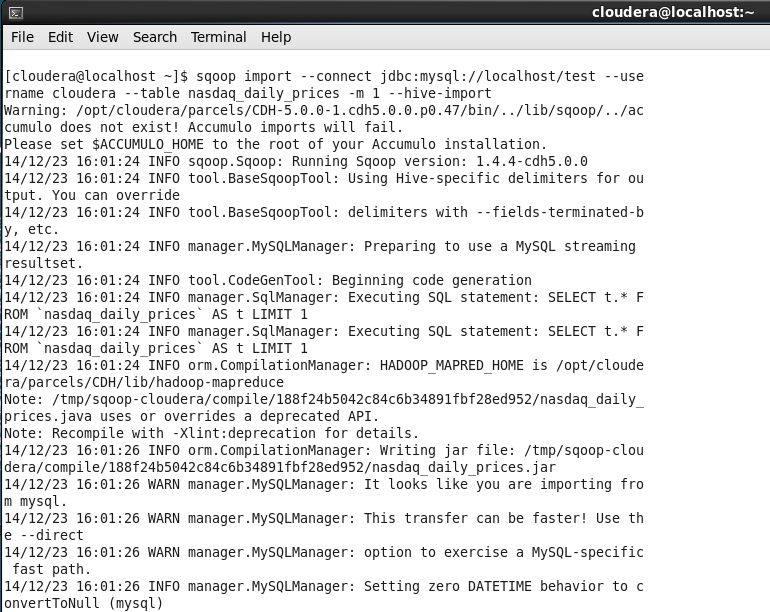 cloudera@localhost:~
File Edit View Search Terminal Help
[cloudera@localhost ~]$ sqoop import --connect jdbc:mysql://localhost/test --use
rname cloudera --table nasdaq_daily_prices -m 1 --hive-import
Warning: /opt/cloudera/parcels/CDH-5.0.0-1.cdh5.0.0.p0.47/bin/../lib/sqoop/../ac
cumulo does not exist! Accumulo imports will fail.
Please set $ACCUMULO_HOME to the root of your Accumulo installation.
14/12/23 16:01:24 INFO sqoop.Sqoop: Running Sqoop version: 1.4.4-cdh5.0.0
14/12/23 16:01:24 INFO tool.BaseSqoopTool: Using Hive-specific delimiters for ou
tput. You can override
14/12/23 16:01:24 INFO tool.BaseSqoopTool: delimiters with --fields-terminated-b
y, etc.
14/12/23 16:01:24 INFO manager.MySQLManager: Preparing to use a MySQL streaming
resultset.
14/12/23 16:01:24 INFO tool.CodeGenTool: Beginning code generation
14/12/23 16:01:24 INFO manager.SqlManager: Executing SQL statement: SELECT t.* F
ROM `nasdaq_daily_prices` AS t LIMIT 1
14/12/23 16:01:24 INFO manager.SqlManager: Executing SQL statement: SELECT t.* F
ROM `nasdaq_daily_prices` AS t LIMIT 1
14/12/23 16:01:24 INFO orm.CompilationManager: HADOOP_MAPRED_HOME is /opt/cloude
ra/parcels/CDH/lib/hadoop-mapreduce
Note: /tmp/sqoop-cloudera/compile/188f24b5042c84c6b34891fbf28ed952/nasdaq_daily_
prices.java uses or overrides a deprecated API.
Note: Recompile with -Xlint:deprecation for details.
14/12/23 16:01:26 INFO orm.CompilationManager: Writing jar file: /tmp/sqoop-clou
dera/compile/188f24b5042c84c6b34891fbf28ed952/nasdaq_daily_prices.jar
14/12/23 16:01:26 WARN manager.MySQLManager: It looks like you are importing fro
m mysql.
14/12/23 16:01:26 WARN manager.MySQLManager: This transfer can be faster! Use th
e --direct
14/12/23 16:01:26 WARN manager.MySQLManager: option to exercise a MySQL-specific
 fast path.
14/12/23 16:01:26 INFO manager.MySQLManager: Setting zero DATETIME behavior to c
onvertToNull (mysql)